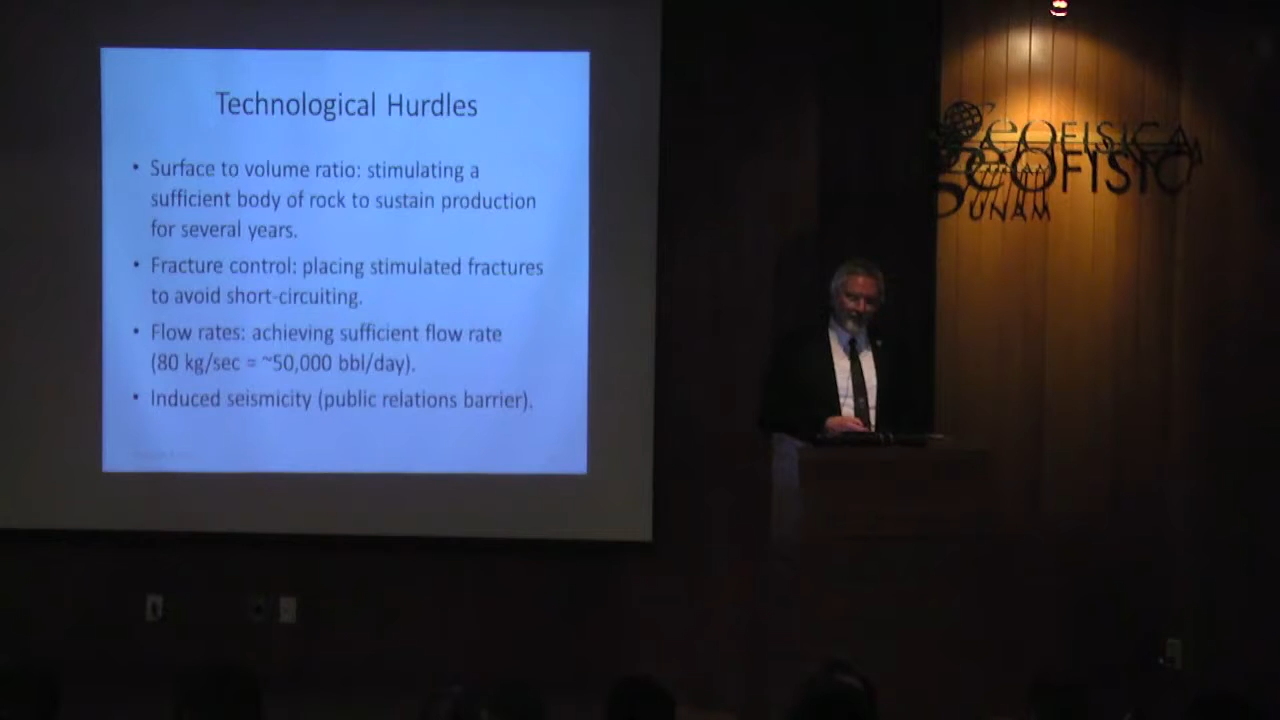 Technological Hurdles
• Surface to volume ratio: stimulating a
sufficient body of rock to sustain production
for several years.
• Fracture control: placing stimulated fractures
to avoid short-circuiting.
• Flow rates: achieving sufficient flow rate
(80 kg/sec = ~50,000 bbl/day).
• Induced seismicity (public relations barrier).
GEOFISICA
UNAM